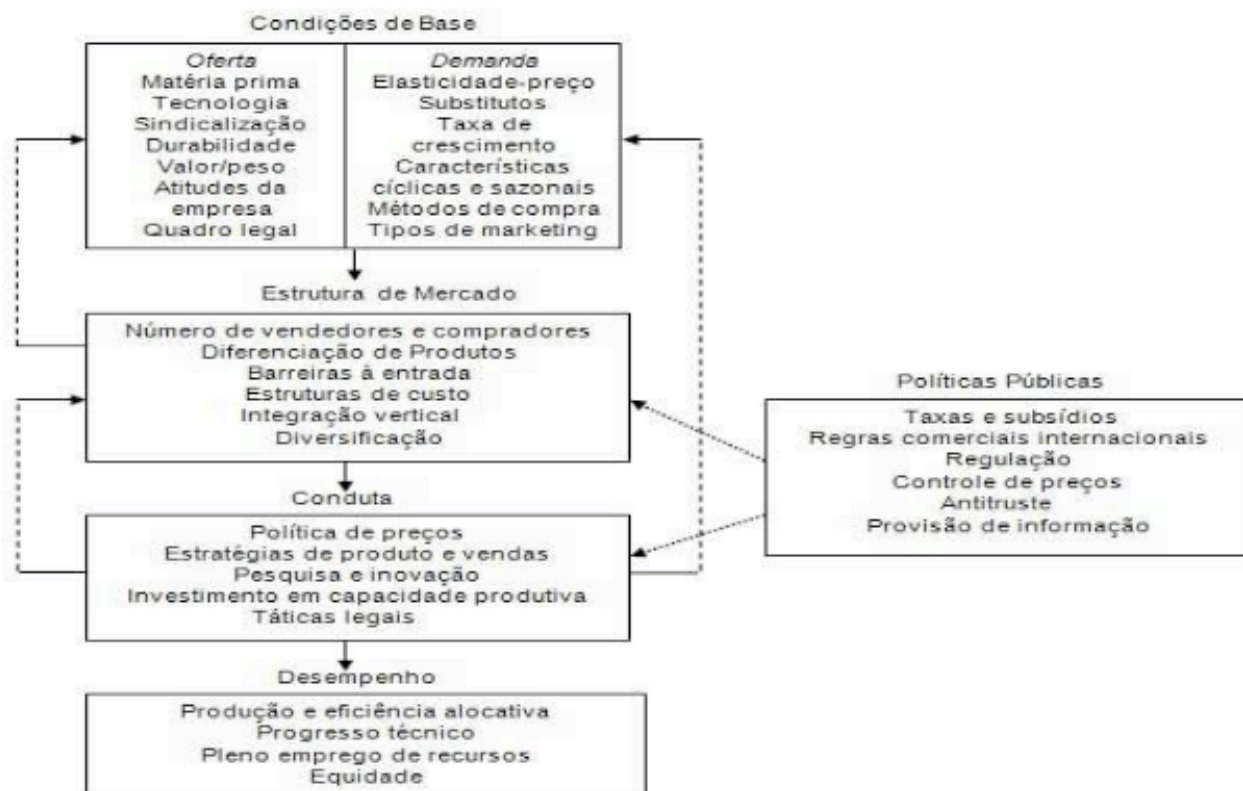 Condições de Base
Oferta
Matéria prima
Tecnologia
Sindicalização
Durabilidade
Valor/peso
Atitudes da
empresa
Quadro legal
Demanda
Elasticidade-preço
Substitutos
Taxa de
crescimento
Características
cíclicas e sazonais
Métodos de compra
Tipos de marketing
Estrutura de Mercado
Número de vendedores e compradores
Diferenciação de Produtos
Barreiras à entrada
Estruturas de custo
Integração vertical
Diversificação
Políticas Públicas
Taxas e subsídios
Regras comerciais internacionais
Regulação
Controle de preços
Antitruste
Provisão de informação
Conduta
Política de preços
Estratégias de produto e vendas
Pesquisa e inovação
Investimento em capacidade produtiva
Táticas legais
Desempenho
Produção e eficiência alocativa
Progresso técnico
Pleno emprego de recursos
Equidade